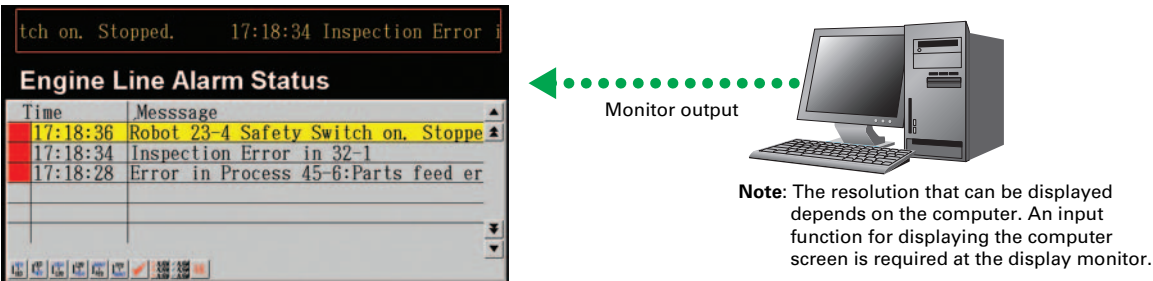 tch on. Stopped. 17:18:34 Inspection Error i
Engine Line Alarm Status
Time Messsage
17:18:36 Robot 23-4 Safety Switch on. Stoppe
17:18:34 Inspection Error in 32-1
17:18:28 Error in Process 45-6:Parts feed er
Monitor output
Note: The resolution that can be displayed
depends on the computer. An input
function for displaying the computer
screen is required at the display monitor.